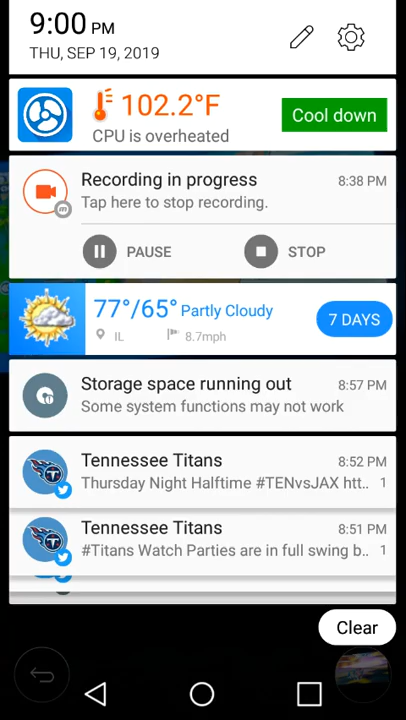 9:00 PM
THU, SEP 19, 2019
102.2°F
CPU is overheated
Cool down
Recording in progress
8:38 PM
Tap here to stop recording.
PAUSE
STOP
77°/65° Partly Cloudy
IL
8.7mph
7 DAYS
Storage space running out
8:57 PM
Some system functions may not work
Tennessee Titans
8:52 PM
Thursday Night Halftime #TENvsJAX htt..
1
Tennessee Titans
8:51 PM
#Titans Watch Parties are in full swing b..
1
Clear